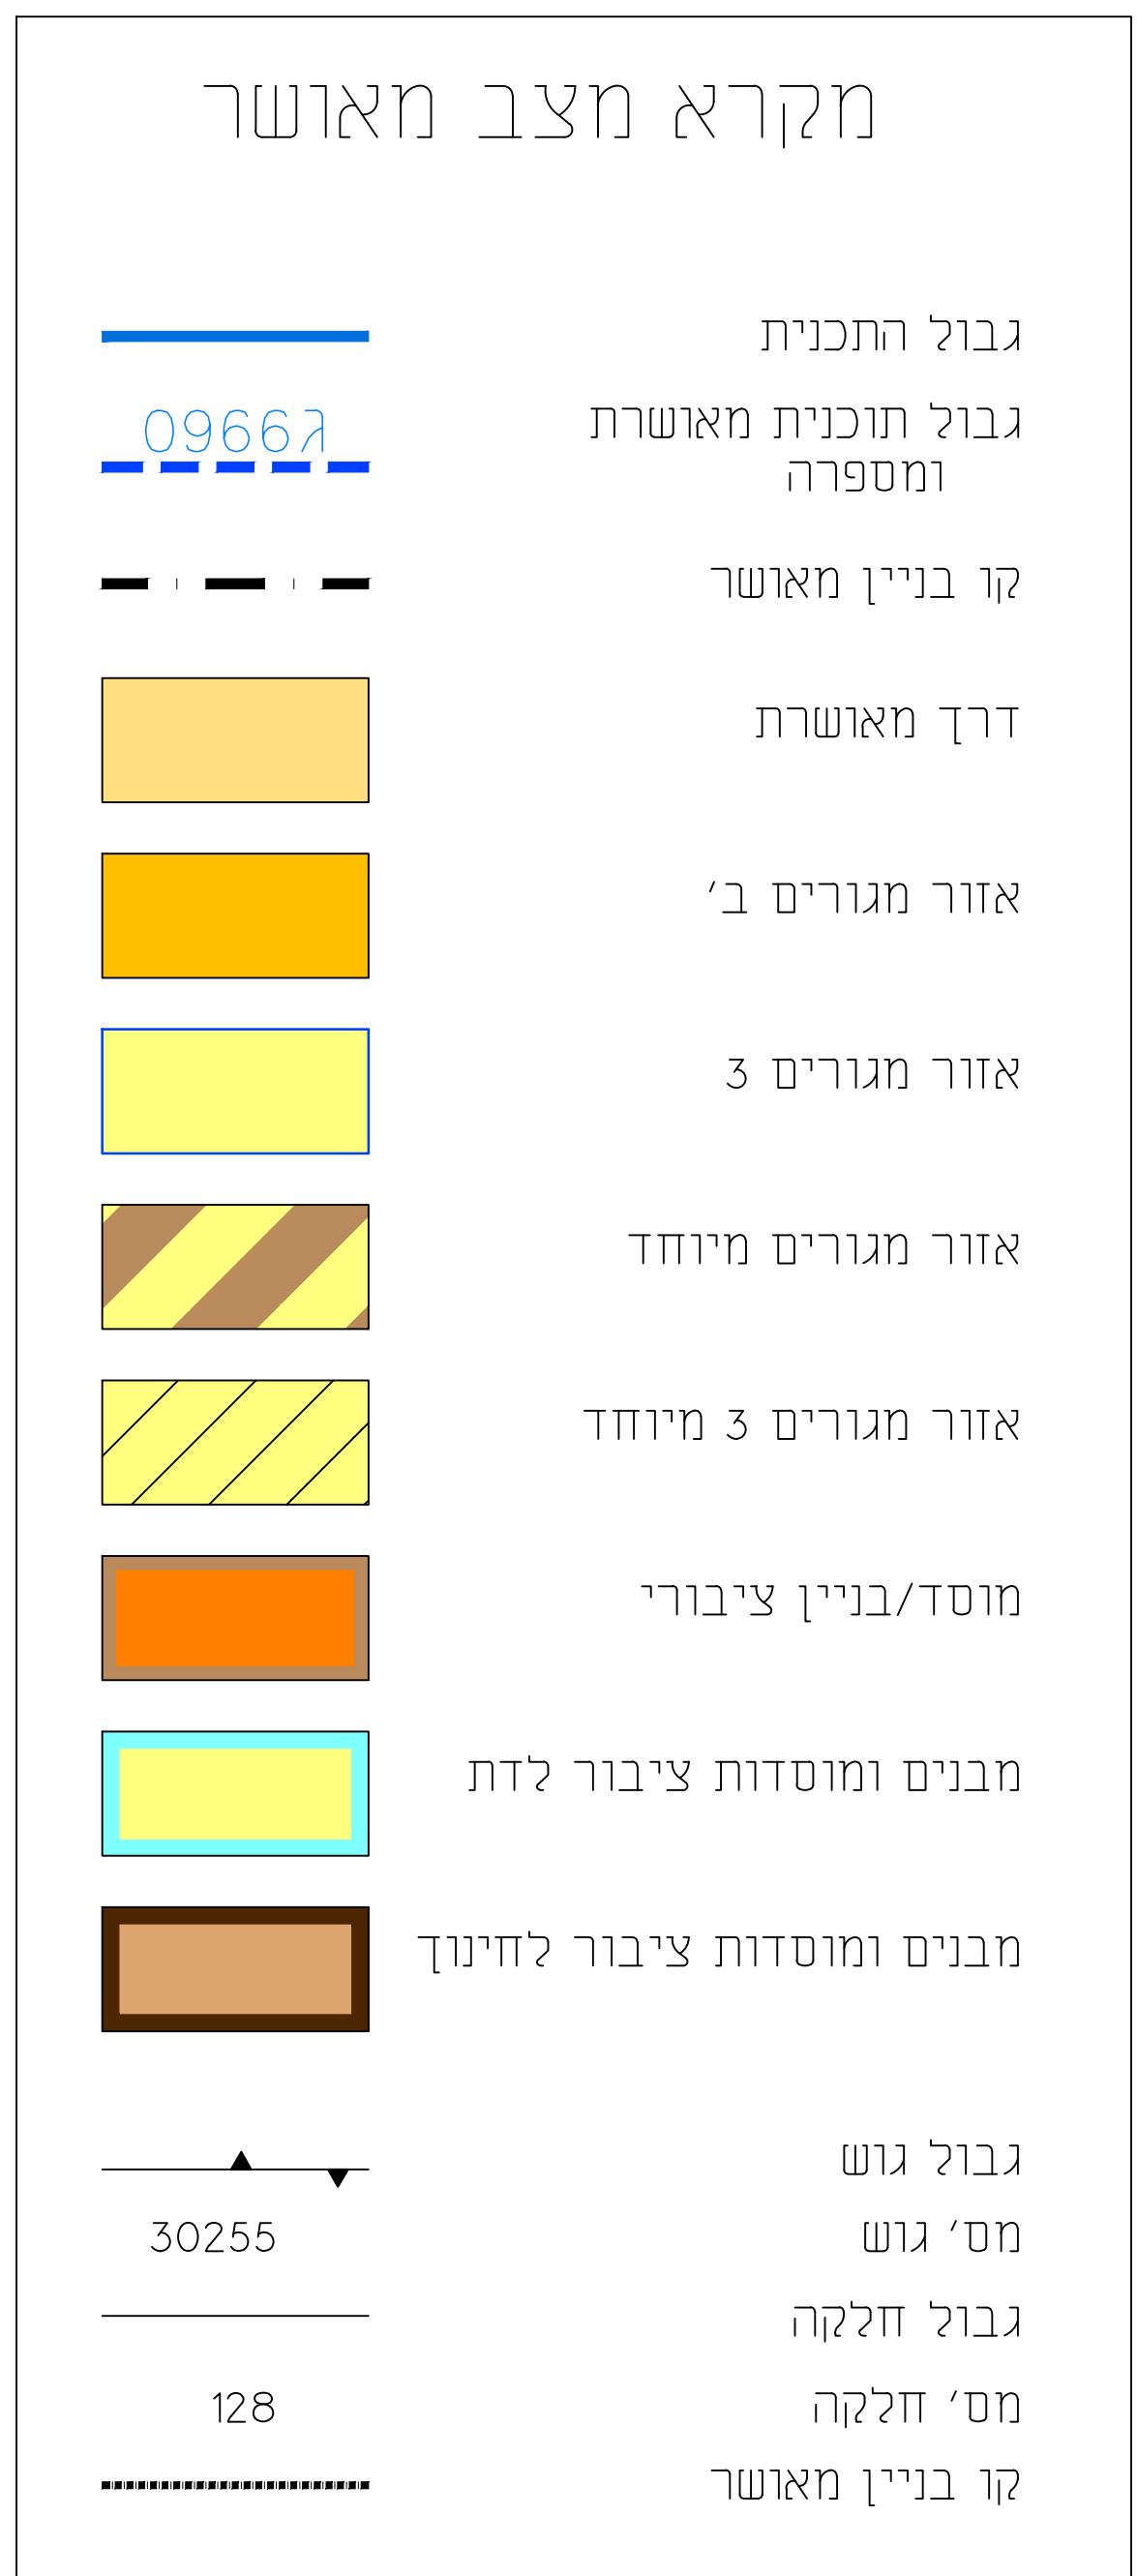 מקרא מצב מאושר
גבול התכנית
גבול תוכנית מאושרת
ומספרה
ג0966
קו בניין מאושר
דרך מאושרת
אזור מגורים ב'
אזור מגורים 3
אזור מגורים מיוחד
אזור מגורים 3 מיוחד
מוסד/בניין ציבורי
מבנים ומוסדות ציבור לדת
מבנים ומוסדות ציבור לחינוך
גבול גוש
מס' גוש 30255
גבול חלקה
מס' חלקה 128
קו בניין מאושר